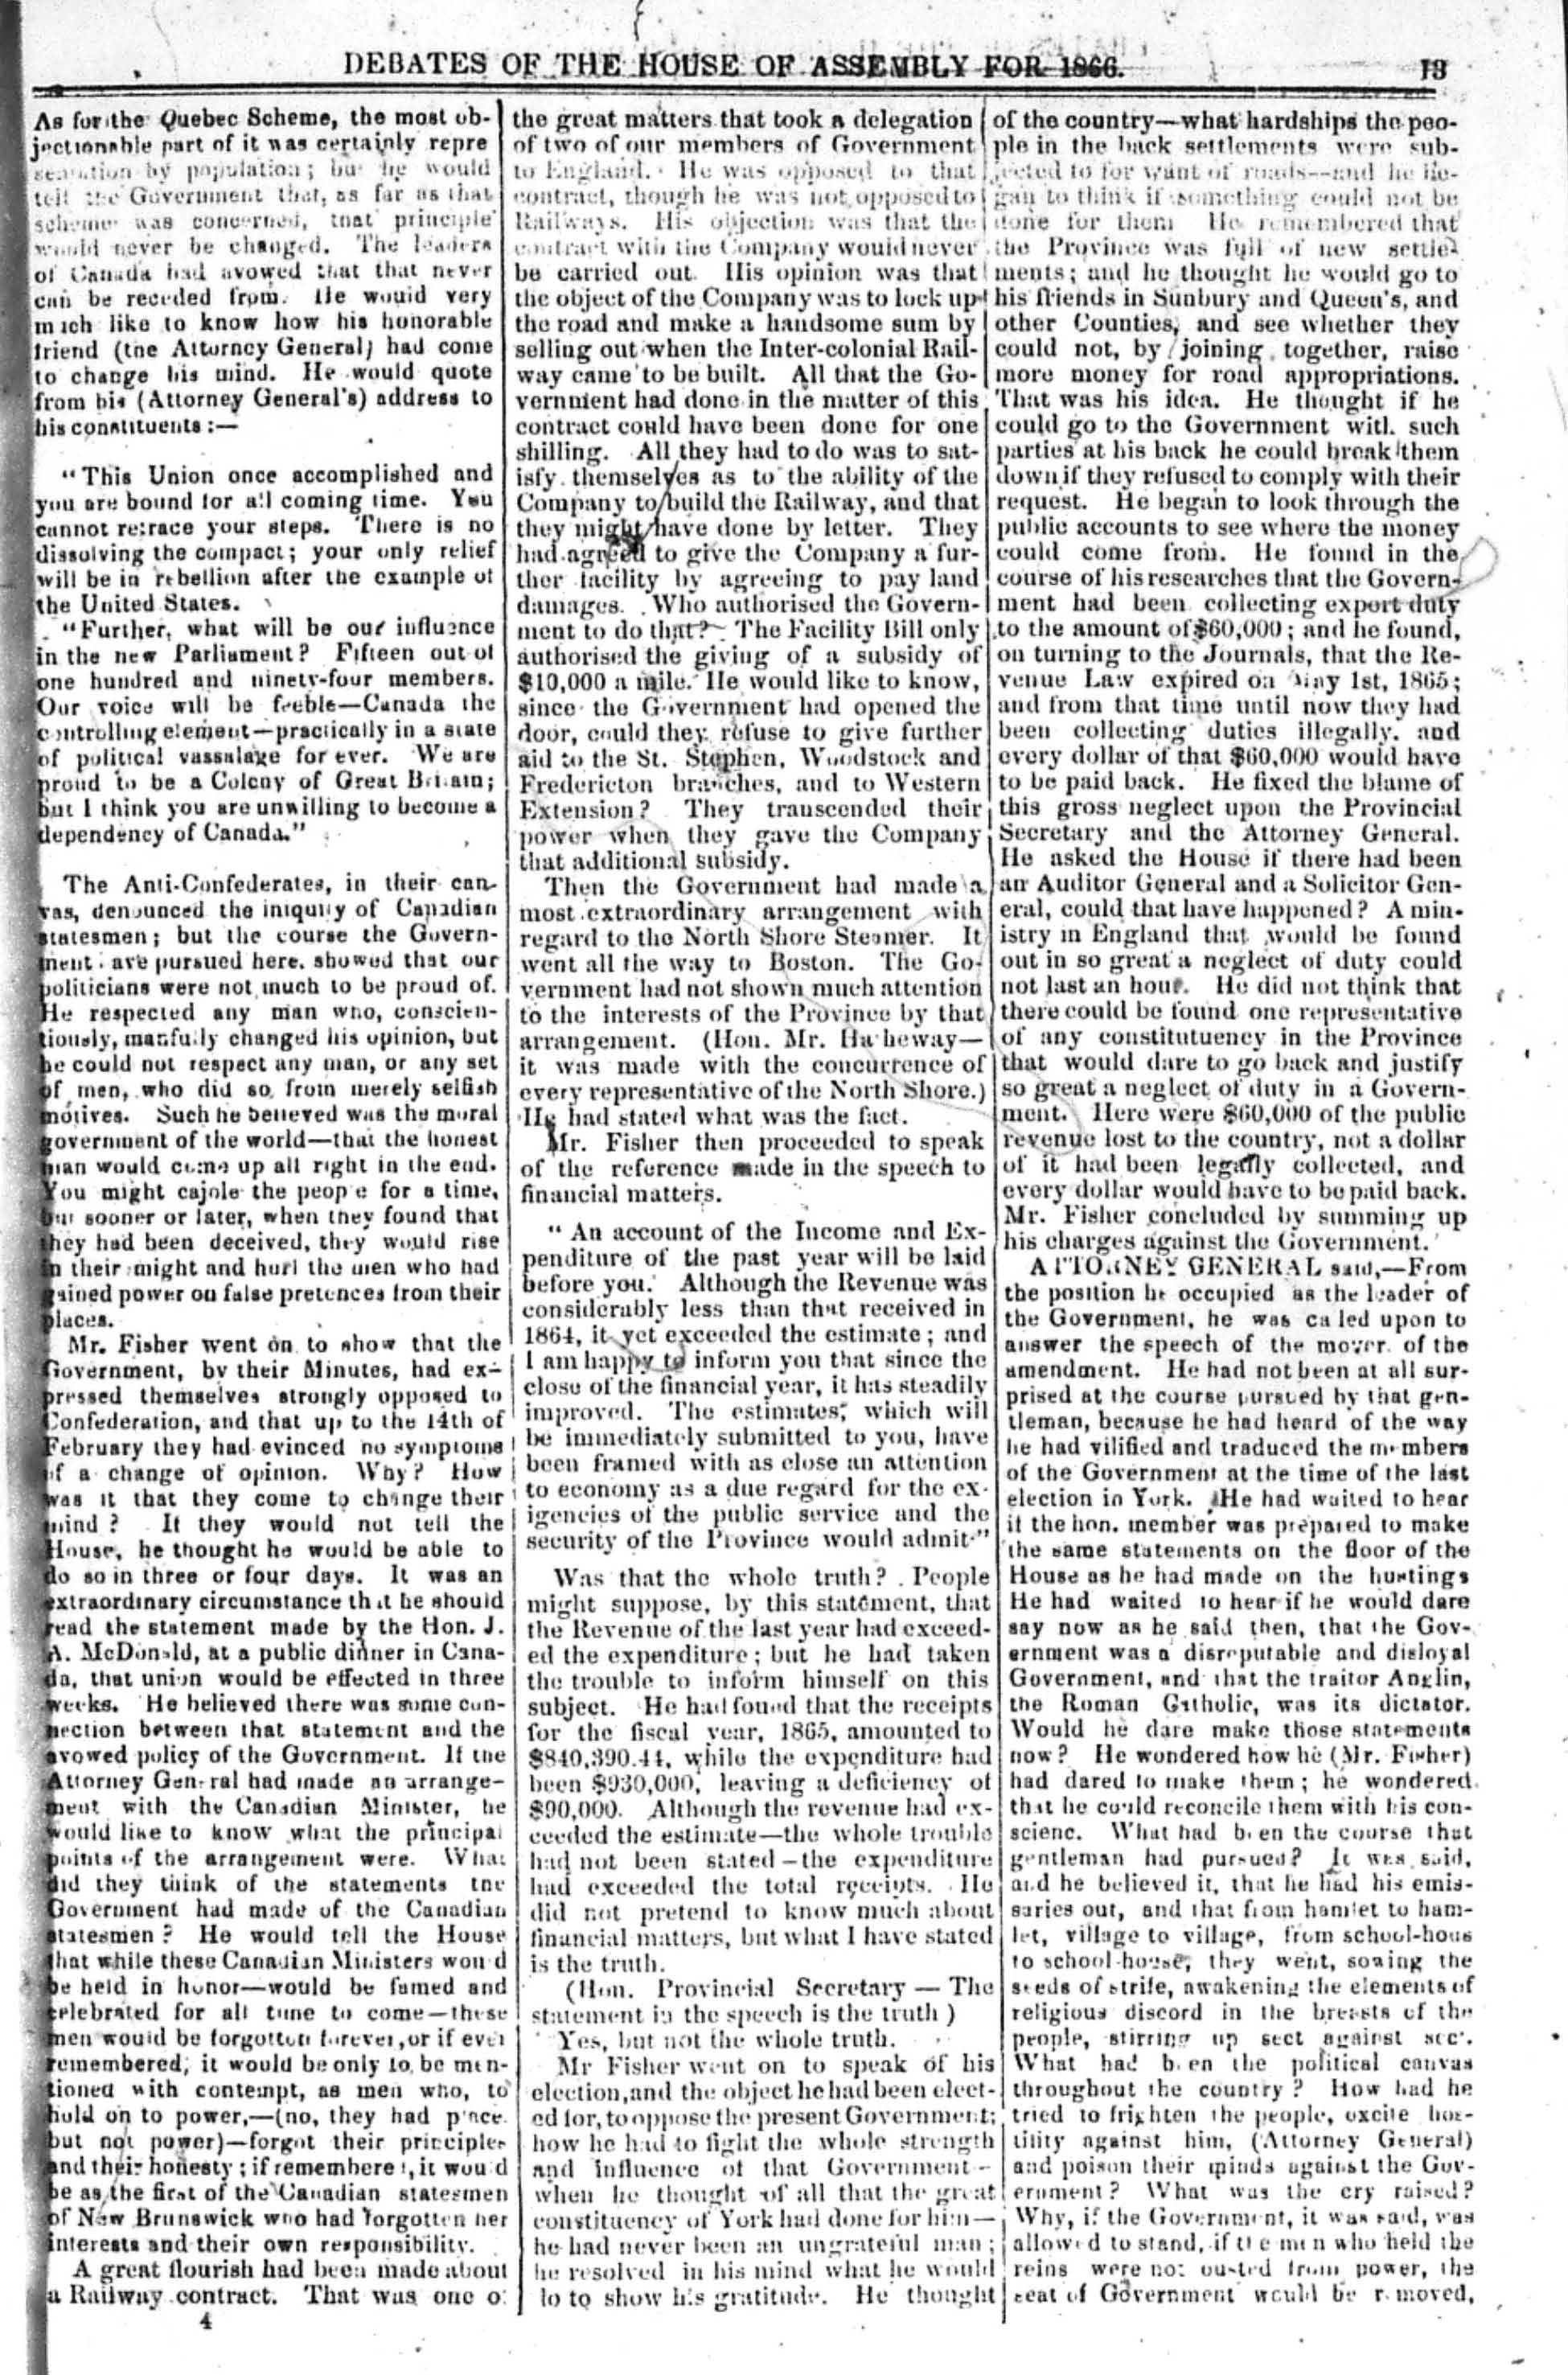 DEBATES OF THE HOUSE OF ASSEMBLY FOR 1866.
13
As for the Quebec Scheme, the most ob-
jectionable part of it was certainly repre
sentation by population; but he would
tell the Government that, as far as that
scheme was concerned, that principle
would never be changed. The leaders
of Canada had avowed that that never
can be receded from. He would very
much like to know how his honorable
friend (the Attorney General) had come
to change his mind. He would quote
from his (Attorney General's) address to
his constituents :—
"This Union once accomplished and
you are bound for all coming time. You
cannot retrace your steps. There is no
dissolving the compact; your only relief
will be in rebellion after the example of
the United States.
"Further, what will be our influence
in the new Parliament? Fifteen out of
one hundred and ninety-four members.
Our voice will be feeble—Canada the
controlling element—practically in a state
of political vassalage for ever. We are
proud to be a Colony of Great Britain;
but I think you are unwilling to become a
dependency of Canada."
The Anti-Confederates, in their can-
vas, denounced the iniquity of Canadian
statesmen; but the course the Govern-
ment have pursued here, showed that our
politicians were not much to be proud of.
He respected any man who, conscien-
tiously, manfully changed his opinion, but
he could not respect any man, or any set
of men, who did so from merely selfish
motives. Such he believed was the moral
government of the world—that the honest
man would come up all right in the end.
You might cajole the people for a time,
but sooner or later, when they found that
they had been deceived, they would rise
in their might and hurl the men who had
gained power on false pretences from their
places.
Mr. Fisher went on to show that the
Government, by their Minutes, had ex-
pressed themselves strongly opposed to
Confederation, and that up to the 14th of
February they had evinced no symptoms
of a change of opinion. Why? How
was it that they come to change their
mind? If they would not tell the
House, he thought he would be able to
do so in three or four days. It was an
extraordinary circumstance that he should
read the statement made by the Hon. J.
A. McDonald, at a public dinner in Cana-
da, that union would be effected in three
weeks. He believed there was some con-
nection between that statement and the
avowed policy of the Government. If the
Attorney General had made an arrange-
ment with the Canadian Minister, he
would like to know what the principal
points of the arrangement were. What
did they think of the statements the
Government had made of the Canadian
statesmen? He would tell the House
that while these Canadian Ministers would
be held in honor—would be famed and
celebrated for all time to come—these
men would be forgotten forever, or if ever
remembered, it would be only to be men-
tioned with contempt, as men who, to
hold on to power,—(no, they had place
but not power)—forgot their principles
and their honesty; if remembered, it would
be as the first of the Canadian statesmen
of New Brunswick who had forgotten her
interests and their own responsibility.
A great flourish had been made about
a Railway contract. That was one of
4
the great matters that took a delegation
of two of our members of Government
to England. He was opposed to that
contract, though he was not opposed to
Railways. His objection was that the
contract with the Company would never
be carried out. His opinion was that
the object of the Company was to lock up
the road and make a handsome sum by
selling out when the Inter-colonial Rail-
way came to be built. All that the Go-
vernment had done in the matter of this
contract could have been done for one
shilling. All they had to do was to sat-
isfy themselves as to the ability of the
Company to build the Railway, and that
they might have done by letter. They
had agreed to give the Company a fur-
ther facility by agreeing to pay land
damages. Who authorised the Govern-
ment to do that? The Facility Bill only
authorised the giving of a subsidy of
$10,000 a mile. He would like to know,
since the Government had opened the
door, could they refuse to give further
aid to the St. Stephen, Woodstock and
Fredericton branches, and to Western
Extension? They transcended their
power when they gave the Company
that additional subsidy.
Then the Government had made a
most extraordinary arrangement with
regard to the North Shore Steamer. It
went all the way to Boston. The Go-
vernment had not shown much attention
to the interests of the Province by that
arrangement. (Hon. Mr. Hatheway—
it was made with the concurrence of
every representative of the North Shore.)
He had stated what was the fact.
Mr. Fisher then proceeded to speak
of the reference made in the speech to
financial matters.
"An account of the Income and Ex-
penditure of the past year will be laid
before you. Although the Revenue was
considerably less than that received in
1864, it yet exceeded the estimate; and
I am happy to inform you that since the
close of the financial year, it has steadily
improved. The estimates, which will
be immediately submitted to you, have
been framed with as close an attention
to economy as a due regard for the ex-
igencies of the public service and the
security of the Province would admit."
Was that the whole truth? People
might suppose, by this statement, that
the Revenue of the last year had exceed-
ed the expenditure; but he had taken
the trouble to inform himself on this
subject. He had found that the receipts
for the fiscal year, 1865, amounted to
$840,390.44, while the expenditure had
been $930,000, leaving a deficiency of
$90,000. Although the revenue had ex-
ceeded the estimate—the whole trouble
had not been stated—the expenditure
had exceeded the total receipts. He
did not pretend to know much about
financial matters, but what I have stated
is the truth.
(Hon. Provincial Secretary — The
statement in the speech is the truth )
Yes, but not the whole truth.
Mr Fisher went on to speak of his
election, and the object he had been elect-
ed for, to oppose the present Government;
how he had to fight the whole strength
and influence of that Government—
when he thought of all that the great
constituency of York had done for him—
he had never been an ungrateful man;
he resolved in his mind what he would
do to show his gratitude. He thought
of the country—what hardships the peo-
ple in the back settlements were sub-
jected to for want of roads—and he be-
gan to think if something could not be
done for them He remembered that
the Province was full of new settle-
ments; and he thought he would go to
his friends in Sunbury and Queen's, and
other Counties, and see whether they
could not, by joining together, raise
more money for road appropriations.
That was his idea. He thought if he
could go to the Government with such
parties at his back he could break them
down if they refused to comply with their
request. He began to look through the
public accounts to see where the money
could come from. He found in the
course of his researches that the Govern-
ment had been collecting export duty
to the amount of $60,000; and he found,
on turning to the Journals, that the Re-
venue Law expired on May 1st, 1865;
and from that time until now they had
been collecting duties illegally, and
every dollar of that $60,000 would have
to be paid back. He fixed the blame of
this gross neglect upon the Provincial
Secretary and the Attorney General.
He asked the House if there had been
an Auditor General and a Solicitor Gen-
eral, could that have happened? A min-
istry in England that would be found
out in so great a neglect of duty could
not last an hour. He did not think that
there could be found one representative
of any constitutuency in the Province
that would dare to go back and justify
so great a neglect of duty in a Govern-
ment. Here were $60,000 of the public
revenue lost to the country, not a dollar
of it had been legally collected, and
every dollar would have to be paid back.
Mr. Fisher concluded by summing up
his charges against the Government.
ATTORNEY GENERAL said,—From
the position he occupied as the leader of
the Government, he was called upon to
answer the speech of the mover of the
amendment. He had not been at all sur-
prised at the course pursued by that gen-
tleman, because he had heard of the way
he had vilified and traduced the members
of the Government at the time of the last
election in York. He had waited to hear
if the hon. member was prepared to make
the same statements on the floor of the
House as he had made on the hustings
He had waited to hear if he would dare
say now as he said then, that the Gov-
ernment was a disreputable and disloyal
Government, and that the traitor Anglin,
the Roman Catholic, was its dictator.
Would he dare make those statements
now? He wondered how he (Mr. Fisher)
had dared to make them; he wondered
that he could reconcile them with his con-
scienc. What had been the course that
gentleman had pursued? It was said,
and he believed it, that he had his emis-
saries out, and that from hamlet to ham-
let, village to village, from school-hous
to school-house, they went, sowing the
seeds of strife, awakening the elements of
religious discord in the breasts of the
people, stirring up sect against sect.
What had been the political canvas
throughout the country? How had he
tried to frighten the people, excite hos-
tility against him, (Attorney General)
and poison their minds against the Gov-
ernment? What was the cry raised?
Why, if the Government, it was said, was
allowed to stand, if the men who held the
reins were not ousted from power, the
seat of Government would be removed,